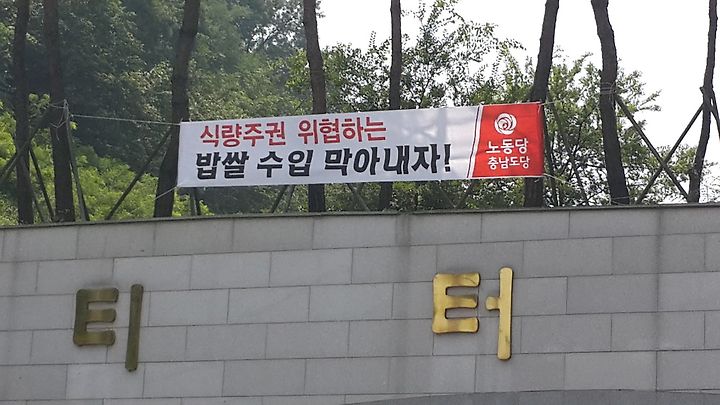 식량주권 위협하는
밥쌀 수입 막아내자!
노동당
충남도당
티 터